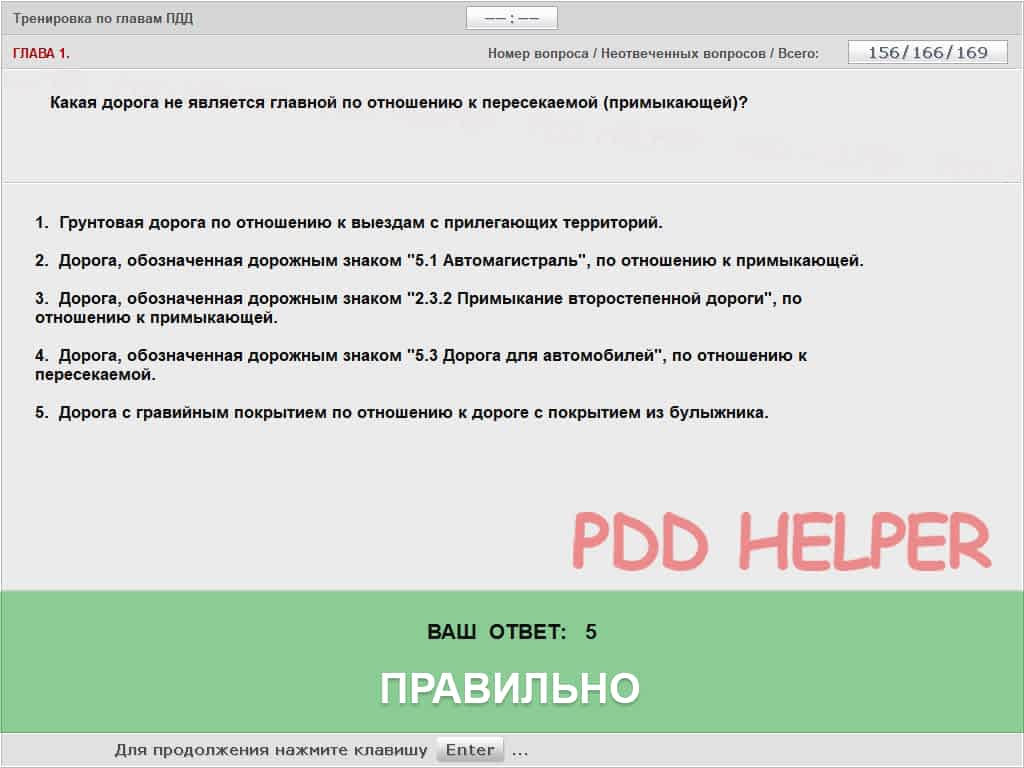 Тренировка по главам ПДД
——:——
ГЛАВА 1.
Номер вопроса / Неотвеченных вопросов / Всего:
156/166/169
Какая дорога не является главной по отношению к пересекаемой (примыкающей)?
1. Грунтовая дорога по отношению к выездам с прилегающих территорий.
2. Дорога, обозначенная дорожным знаком "5.1 Автомагистраль", по отношению к примыкающей.
3. Дорога, обозначенная дорожным знаком "2.3.2 Примыкание второстепенной дороги", по
отношению к примыкающей.
4. Дорога, обозначенная дорожным знаком "5.3 Дорога для автомобилей", по отношению к
пересекаемой.
5. Дорога с гравийным покрытием по отношению к дороге с покрытием из булыжника.
PDD HELPER
ВАШ ОТВЕТ: 5
ПРАВИЛЬНО
Для продолжения нажмите клавишу Enter ...